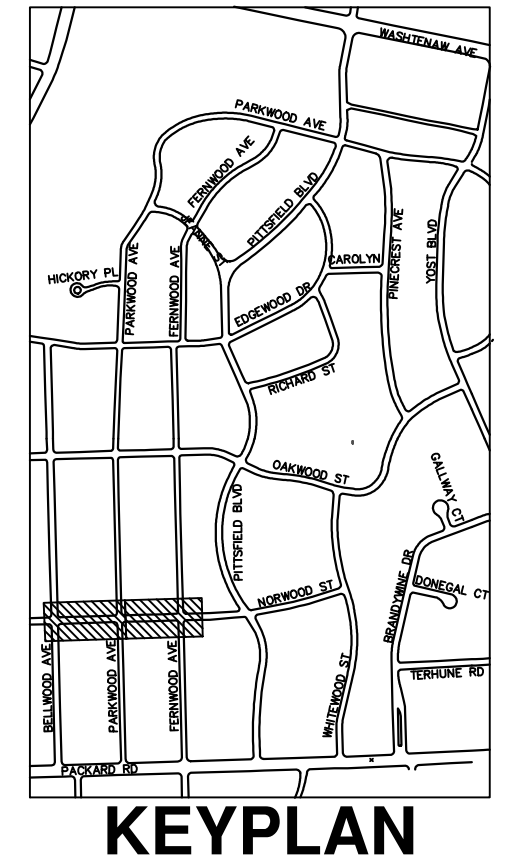 WASHTENAW AVE
PARKWOOD AVE
FERNWOOD AVE
PITTSFIELD BLVD
JEANNE ST
PINECREST AVE
YOST BLVD
CAROLYN
HICKORY PL
PARKWOOD AVE
FERNWOOD AVE
EDGEWOOD DR
RICHARD ST
OAKWOOD ST
GALLWAY CT
PITTSFIELD BLVD
NORWOOD ST
BRANDYWINE DR
DONEGAL CT
BELLWOOD AVE
PARKWOOD AVE
FERNWOOD AVE
WHITEWOOD ST
TERHUNE RD
PACKARD RD
KEYPLAN